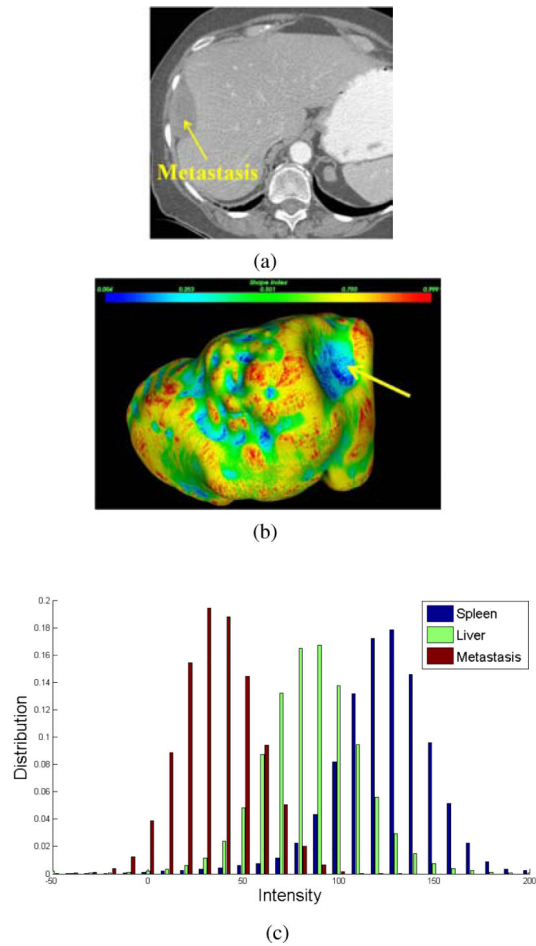 Metastasis
(a)
Shape Index
0.004 0.253 0.501 0.750 0.999
(b)
0.2
0.18
0.16
0.14
0.12
0.1
0.08
0.06
0.04
0.02
0
Distribution
Spleen
Liver
Metastasis
-50 0 50 100 150 200
Intensity
(c)